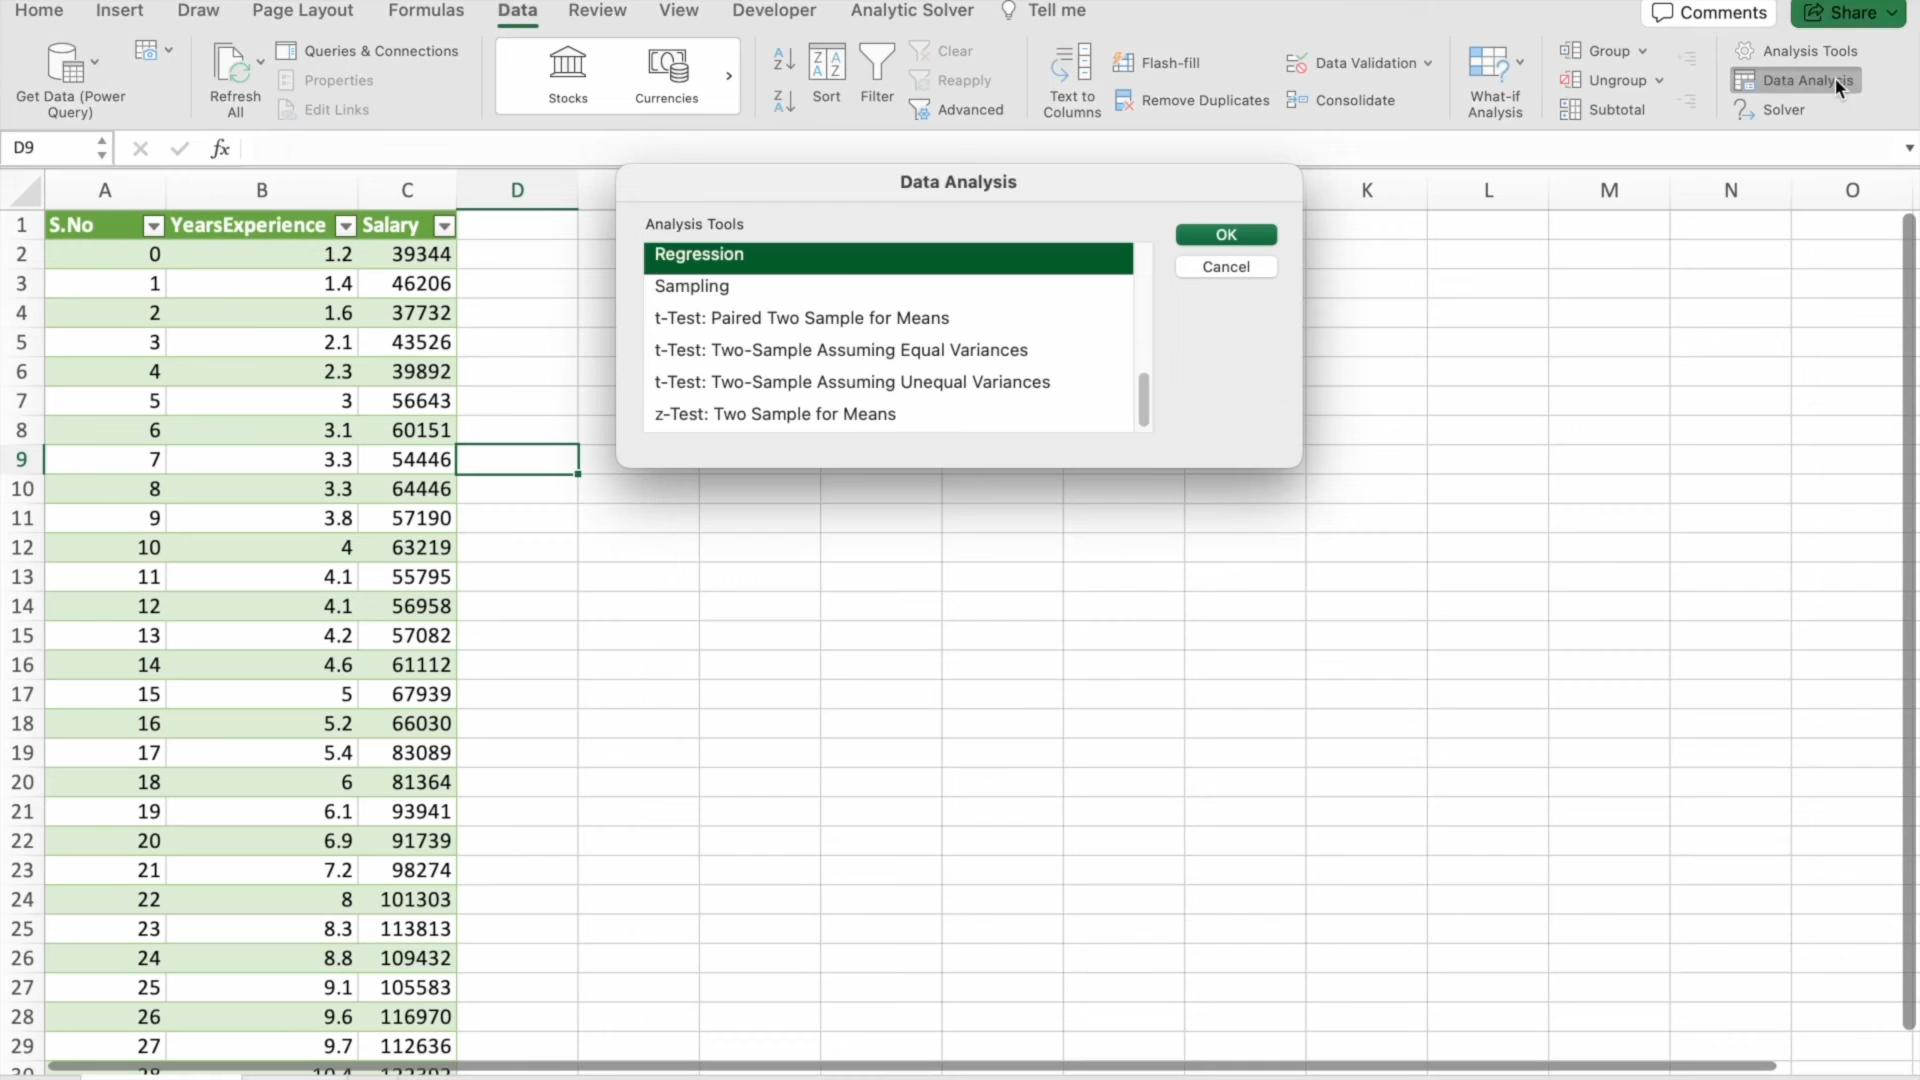 Home Insert Draw Page Layout Formulas Data Review View Developer Analytic Solver Tell me Comments Share
Get Data (Power Query)
Refresh All
Queries & Connections
Properties
Edit Links
Stocks
Currencies
Sort
Filter
Clear
Reapply
Advanced
Text to Columns
Flash-fill
Remove Duplicates
Data Validation
Consolidate
What-if Analysis
Group
Ungroup
Subtotal
Analysis Tools
Data Analysis
Solver
D9 fx
A B C D K L M N O
Data Analysis
Analysis Tools
Regression
Sampling
t-Test: Paired Two Sample for Means
t-Test: Two-Sample Assuming Equal Variances
t-Test: Two-Sample Assuming Unequal Variances
z-Test: Two Sample for Means
OK
Cancel
1 S.No YearsExperience Salary
2 0 1.2 39344
3 1 1.4 46206
4 2 1.6 37732
5 3 2.1 43526
6 4 2.3 39892
7 5 3 56643
8 6 3.1 60151
9 7 3.3 54446
10 8 3.3 64446
11 9 3.8 57190
12 10 4 63219
13 11 4.1 55795
14 12 4.1 56958
15 13 4.2 57082
16 14 4.6 61112
17 15 5 67939
18 16 5.2 66030
19 17 5.4 83089
20 18 6 81364
21 19 6.1 93941
22 20 6.9 91739
23 21 7.2 98274
24 22 8 101303
25 23 8.3 113813
26 24 8.8 109432
27 25 9.1 105583
28 26 9.6 116970
29 27 9.7 112636